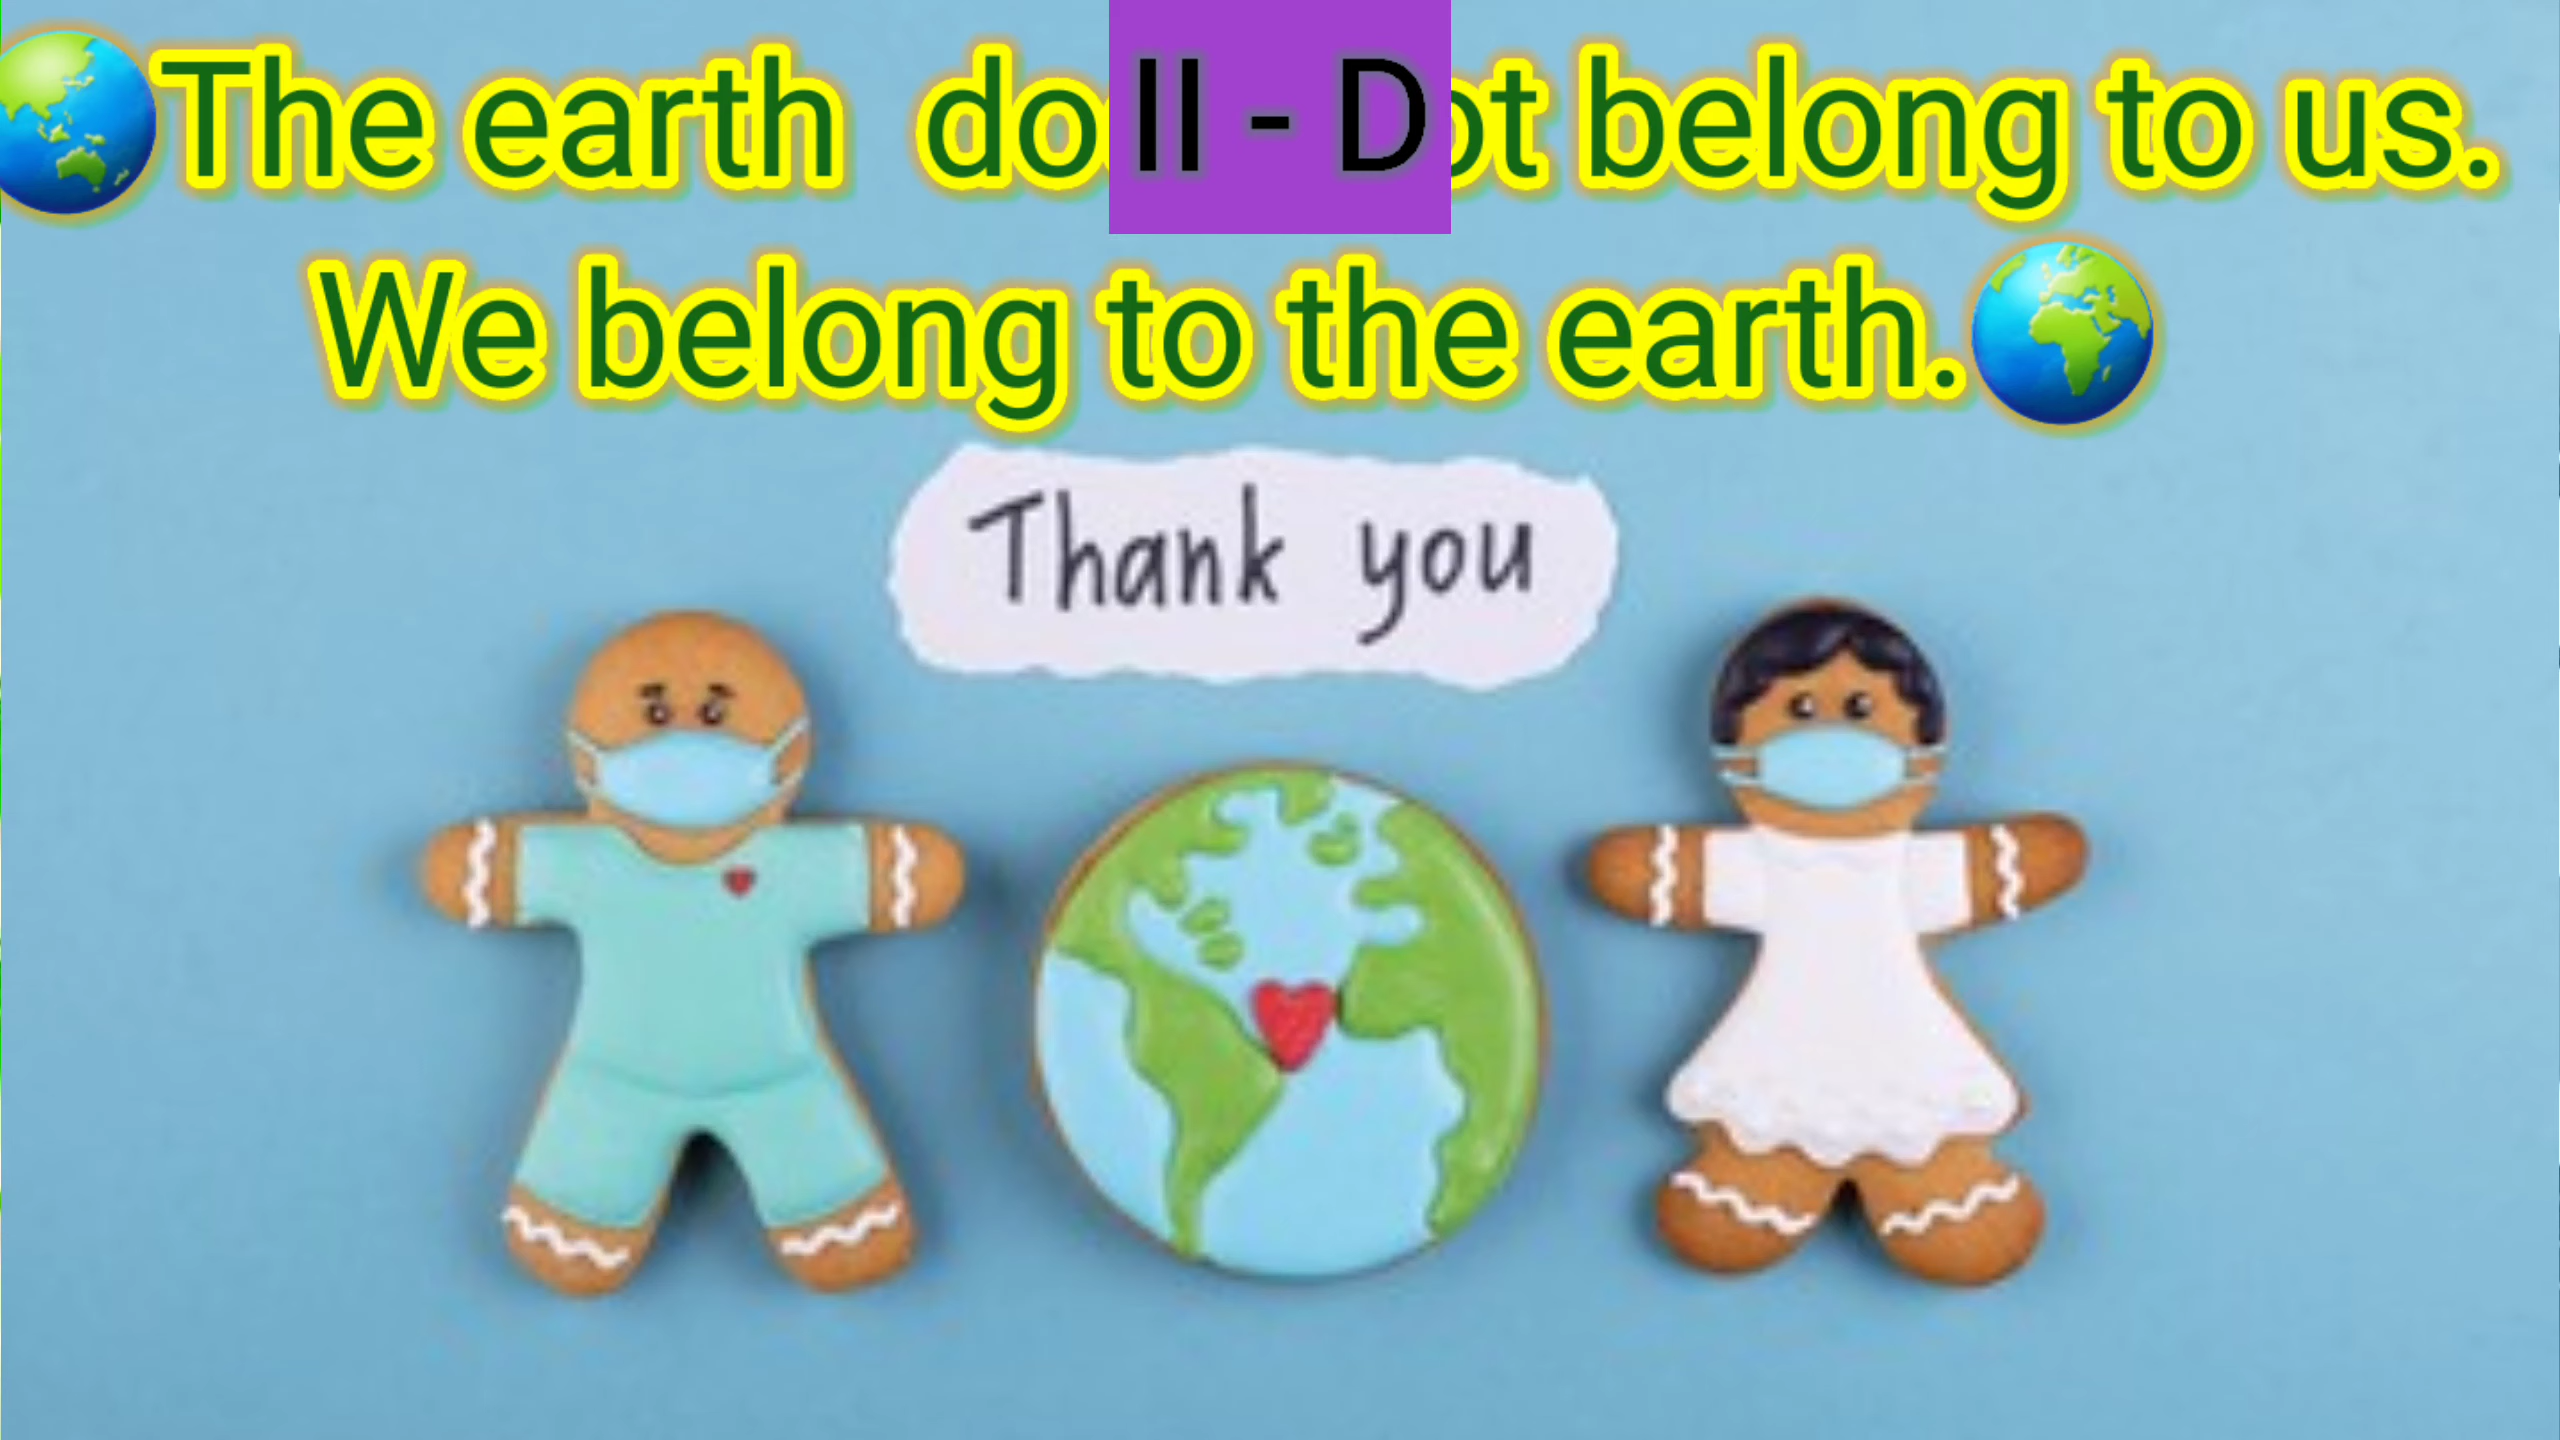 🌏The earth do II - D ot belong to us.
We belong to the earth.🌍
Thank you